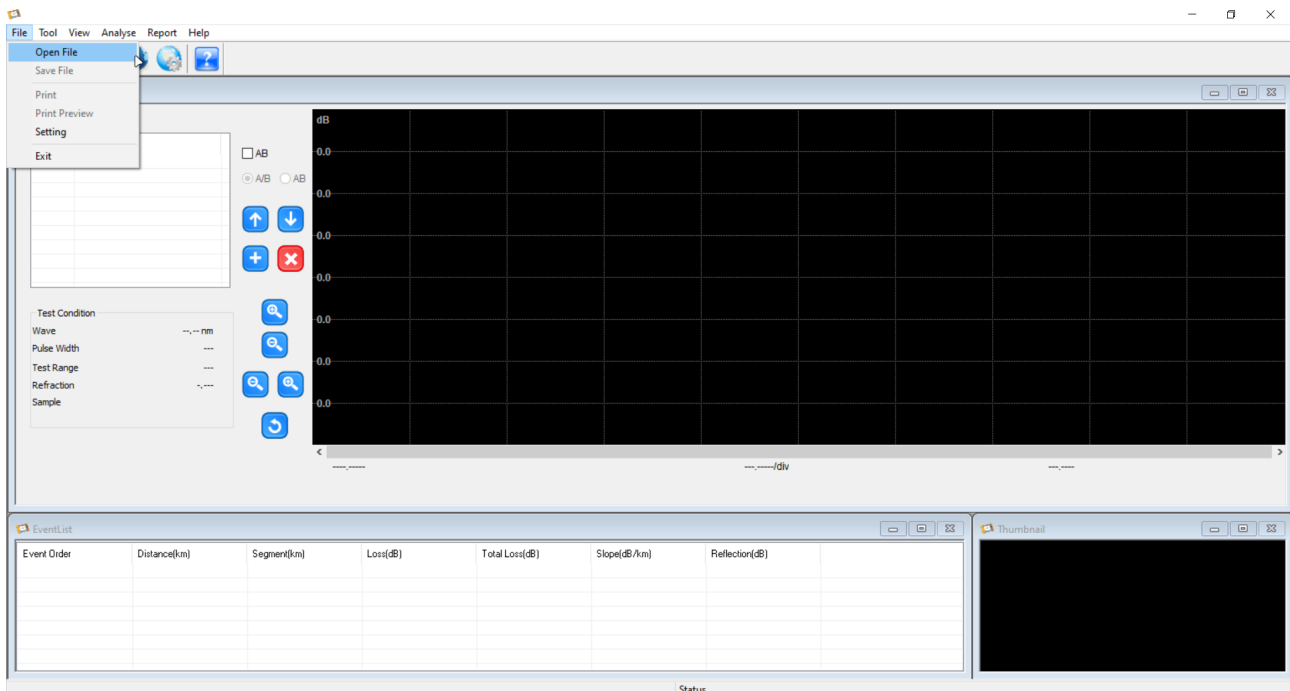 File Tool View Analyse Report Help
Open File
Save File
Print
Print Preview
Setting
Exit
AB
A/B AB
Test Condition
Wave --.-- nm
Pulse Width ---
Test Range ---
Refraction -.---
Sample
dB
0.0
0.0
0.0
0.0
0.0
0.0
0.0
----.----- ---.-----/div ---.----
EventList
Event Order Distance(km) Segment(km) Loss(dB) Total Loss(dB) Slope(dB/km) Reflection(dB)
Thumbnail
Status